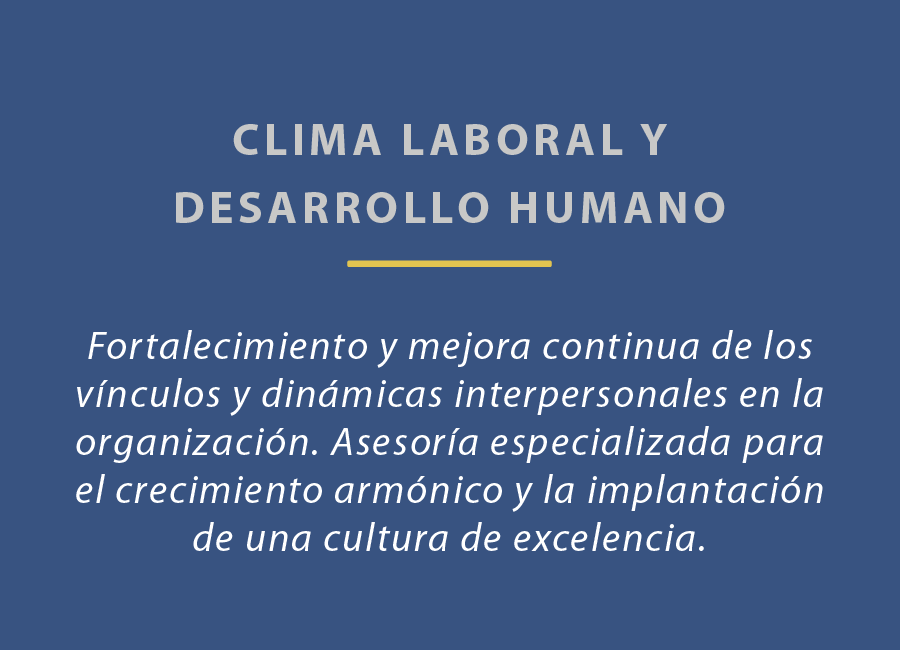 CLIMA LABORAL Y
DESARROLLO HUMANO
Fortalecimiento y mejora continua de los
vínculos y dinámicas interpersonales en la
organización. Asesoría especializada para
el crecimiento armónico y la implantación
de una cultura de excelencia.